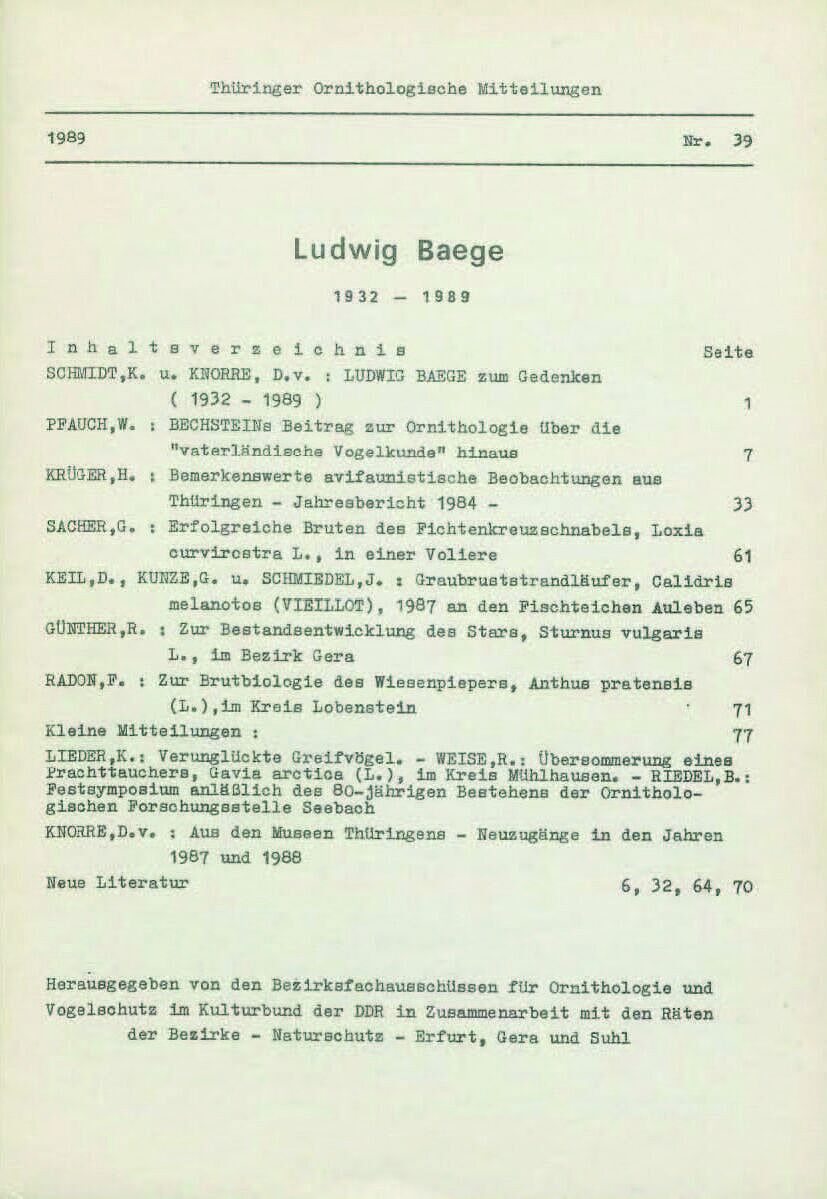 Thüringer Ornithologische Mitteilungen
1989 Nr. 39
Ludwig Baege
1932 - 1989
Inhaltsverzeichnis Seite
SCHMIDT,K. u. KNORRE, D.v. : LUDWIG BAEGE zum Gedenken
( 1932 - 1989 ) 1
PFAUCH,W. : BECHSTEINs Beitrag zur Ornithologie über die
"vaterländische Vogelkunde" hinaus 7
KRÜGER,H. : Bemerkenswerte avifaunistische Beobachtungen aus
Thüringen - Jahresbericht 1984 - 33
SACHER,G. : Erfolgreiche Bruten des Fichtenkreuzschnabels, Loxia
curvirostra L., in einer Voliere 61
KEIL,D., KUNZE,G. u. SCHMIEDEL,J. : Graubruststrandläufer, Calidris
melanotos (VIEILLOT), 1987 an den Fischteichen Auleben 65
GÜNTHER,R. : Zur Bestandsentwicklung des Stars, Sturnus vulgaris
L., im Bezirk Gera 67
RADON,F. : Zur Brutbiologie des Wiesenpiepers, Anthus pratensis
(L.),im Kreis Lobenstein 71
Kleine Mitteilungen : 77
LIEDER,K.: Verunglückte Greifvögel. - WEISE,R.: Übersommerung eines
Prachttauchers, Gavia arctica (L.), im Kreis Mühlhausen. - RIEDEL,B.:
Festsymposium anläßlich des 80-jährigen Bestehens der Ornitholo-
gischen Forschungsstelle Seebach
KNORRE,D.v. : Aus den Museen Thüringens - Neuzugänge in den Jahren
1987 und 1988
Neue Literatur 6, 32, 64, 70
Herausgegeben von den Bezirksfachausschüssen für Ornithologie und
Vogelschutz im Kulturbund der DDR in Zusammenarbeit mit den Räten
der Bezirke - Naturschutz - Erfurt, Gera und Suhl